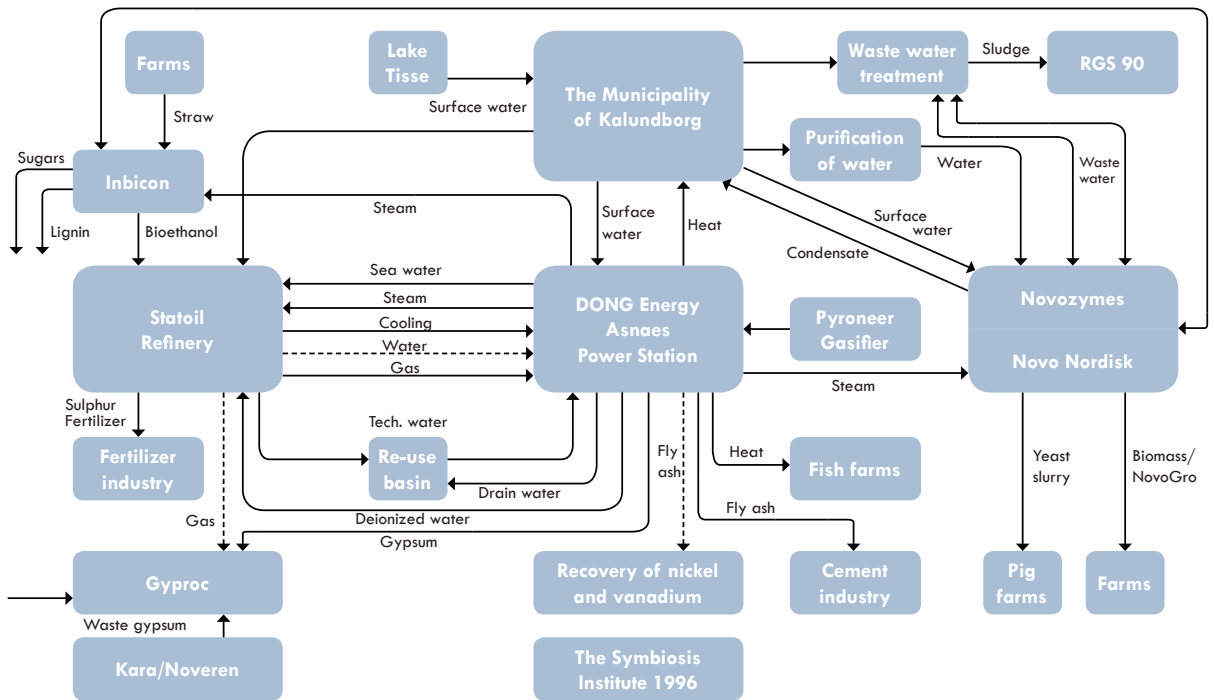 Farms
Lake
Tisse
The Municipality
of Kalundborg
Waste water
treatment
Sludge
RGS 90
Surface water
Straw
Purification
of water
Water
Waste
water
Sugars
Inbicon
Steam
Lignin
Bioethanol
Surface
water
Heat
Surface
water
Condensate
Sea water
Steam
Cooling
Water
Gas
Statoil
Refinery
DONG Energy
Asnaes
Power Station
Pyroneer
Gasifier
Novozymes
Novo Nordisk
Steam
Sulphur
Fertilizer
Tech. water
Fertilizer
industry
Re-use
basin
Drain water
Fly
ash
Heat
Fish farms
Yeast
slurry
Biomass/
NovoGro
Gas
Deionized water
Gypsum
Fly ash
Gyproc
Recovery of nickel
and vanadium
Cement
industry
Pig
farms
Farms
Waste gypsum
Kara/Noveren
The Symbiosis
Institute 1996